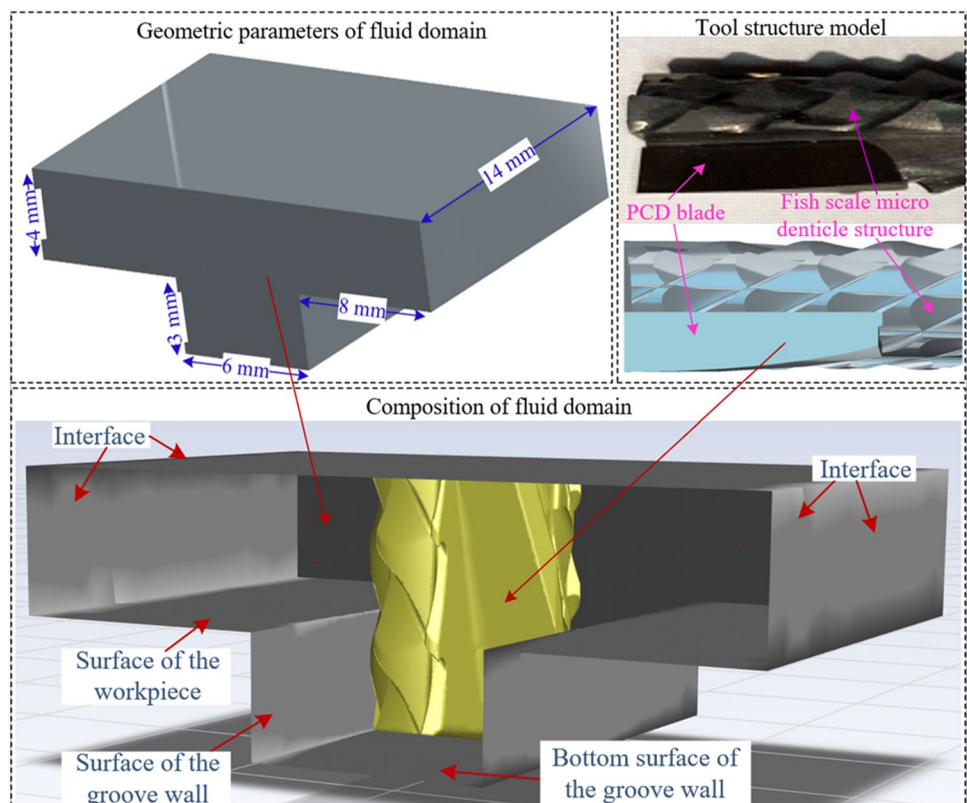 Geometric parameters of fluid domain
14 mm
4 mm
8 mm
3 mm
6 mm
Tool structure model
PCD blade
Fish scale micro
denticle structure
Composition of fluid domain
Interface
Interface
Surface of the
workpiece
Surface of the
groove wall
Bottom surface of
the groove wall